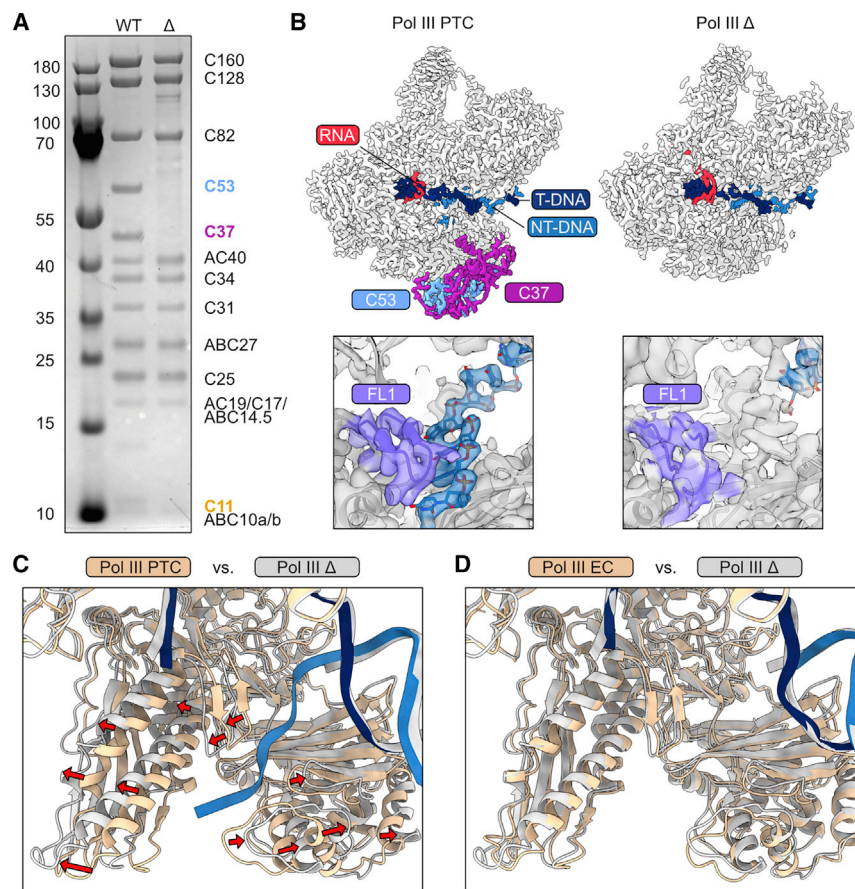 A
WT Δ
180
130
100
70
55
40
35
25
15
10
C160
C128
C82
C53
C37
AC40
C34
C31
ABC27
C25
AC19/C17/
ABC14.5
C11
ABC10a/b
B
Pol III PTC
Pol III Δ
RNA
T-DNA
NT-DNA
C53
C37
FL1
FL1
C
Pol III PTC vs. Pol III Δ
D
Pol III EC vs. Pol III Δ